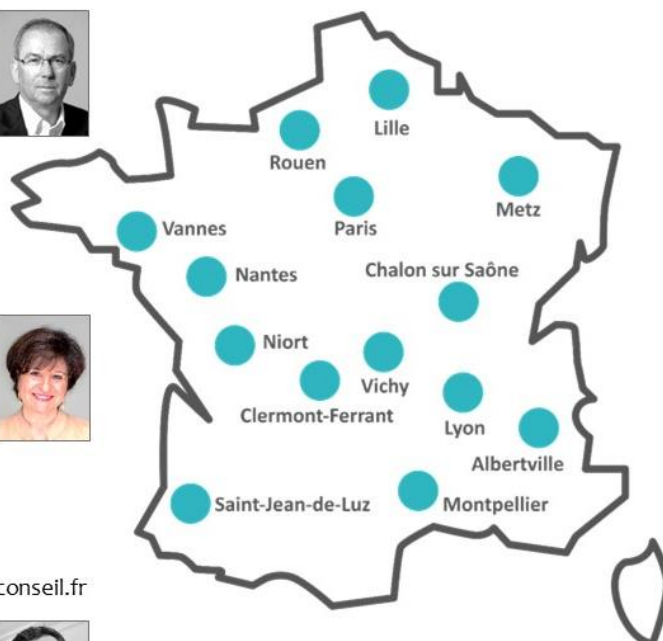 Lille
Rouen
Metz
Paris
Vannes
Chalon sur Saône
Nantes
Niort
Vichy
Clermont-Ferrant
Lyon
Albertville
Saint-Jean-de-Luz
Montpellier
conseil.fr